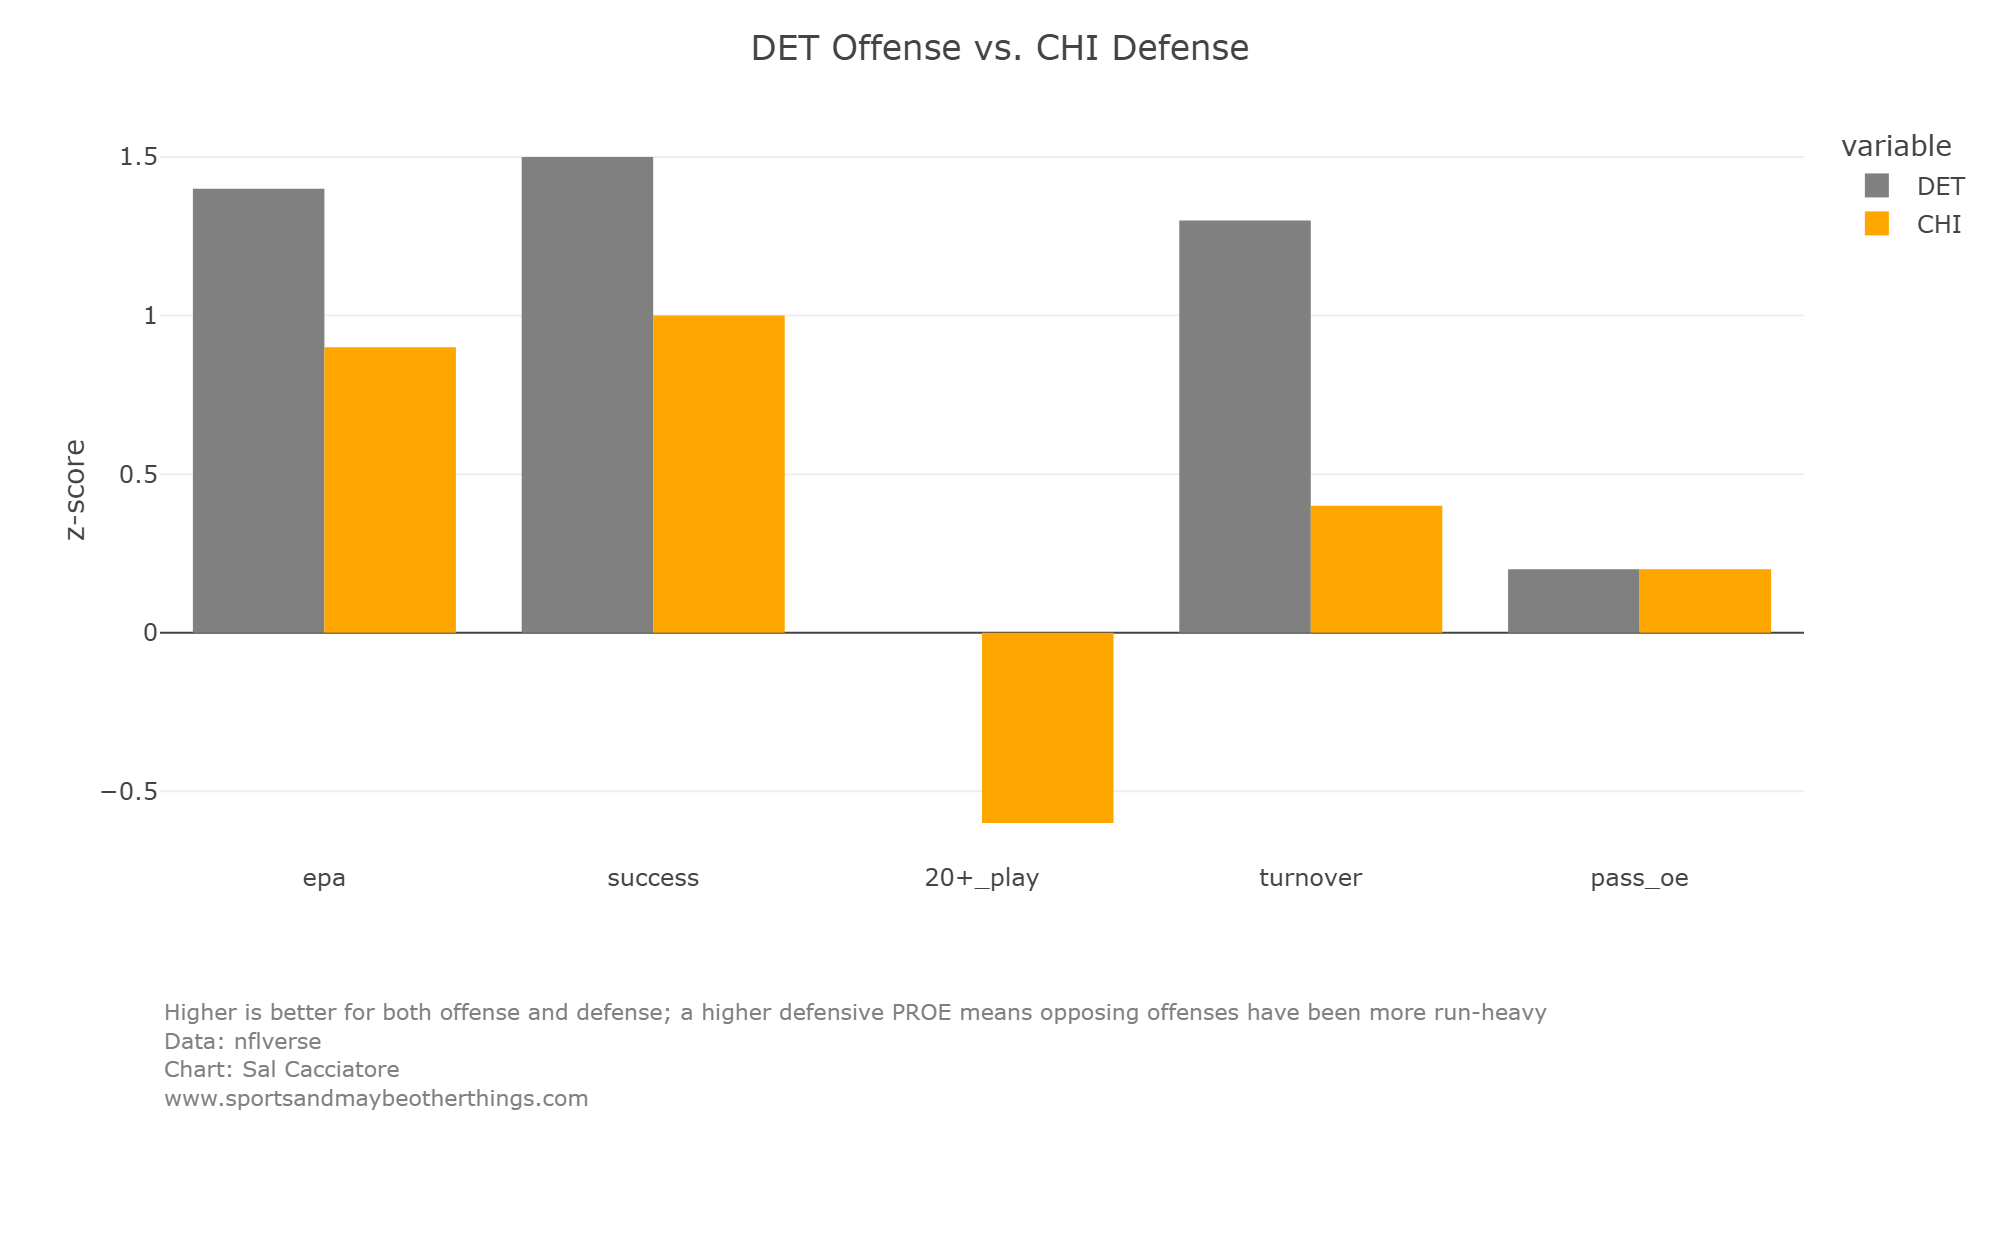 DET Offense vs. CHI Defense
variable
DET
CHI
z-score
1.5
1
0.5
0
−0.5
epa
success
20+_play
turnover
pass_oe
Higher is better for both offense and defense; a higher defensive PROE means opposing offenses have been more run-heavy
Data: nflverse
Chart: Sal Cacciatore
www.sportsandmaybeotherthings.com